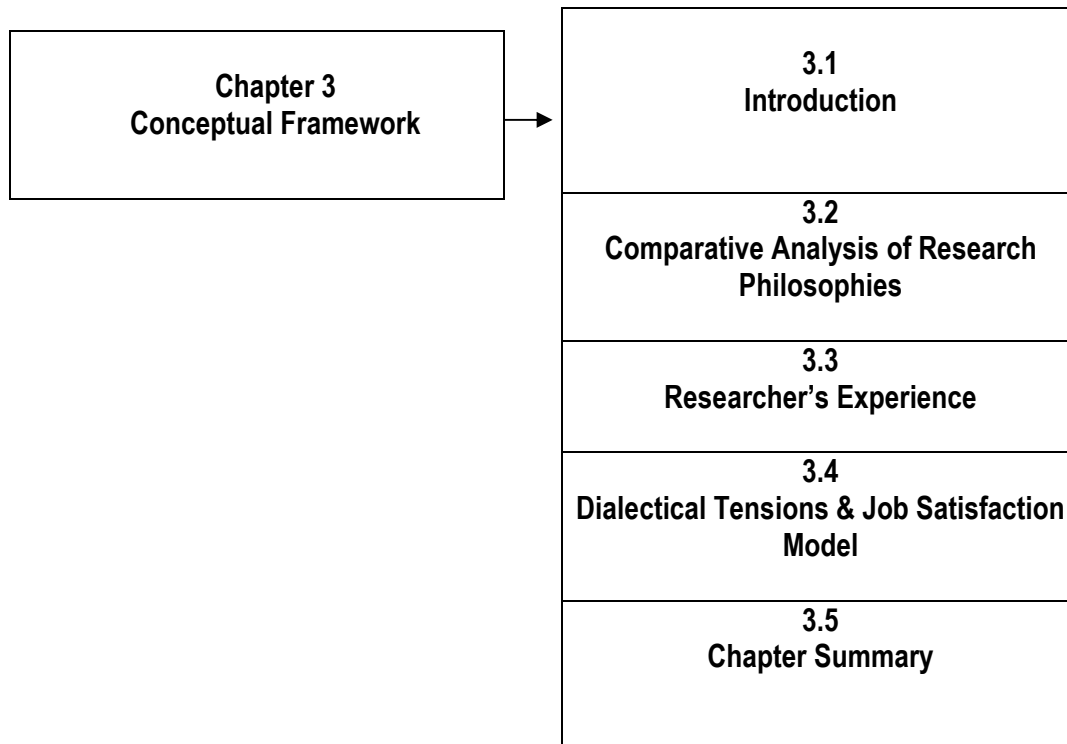 Chapter 3
Conceptual Framework
3.1
Introduction
3.2
Comparative Analysis of Research
Philosophies
3.3
Researcher’s Experience
3.4
Dialectical Tensions & Job Satisfaction
Model
3.5
Chapter Summary